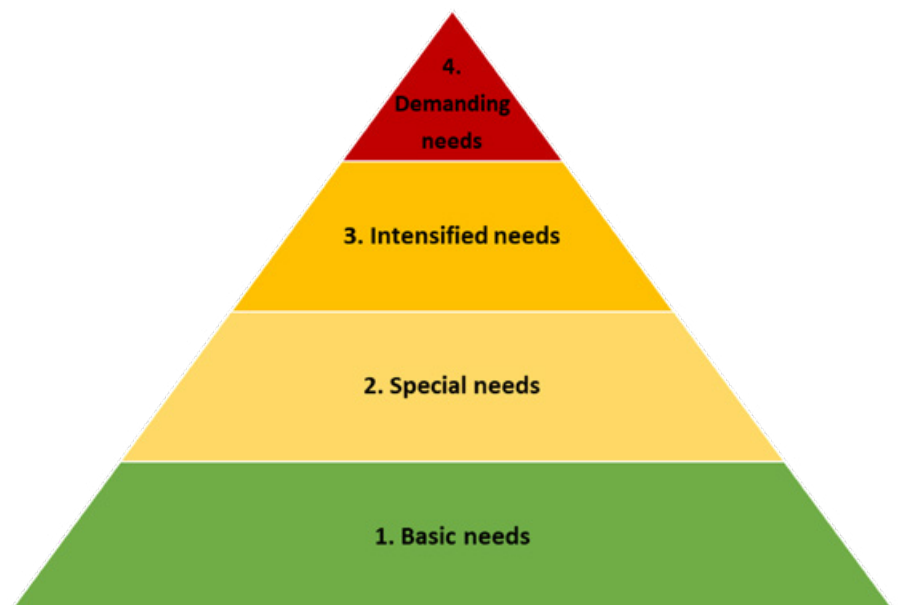 4.
Demanding
needs
3. Intensified needs
2. Special needs
1. Basic needs